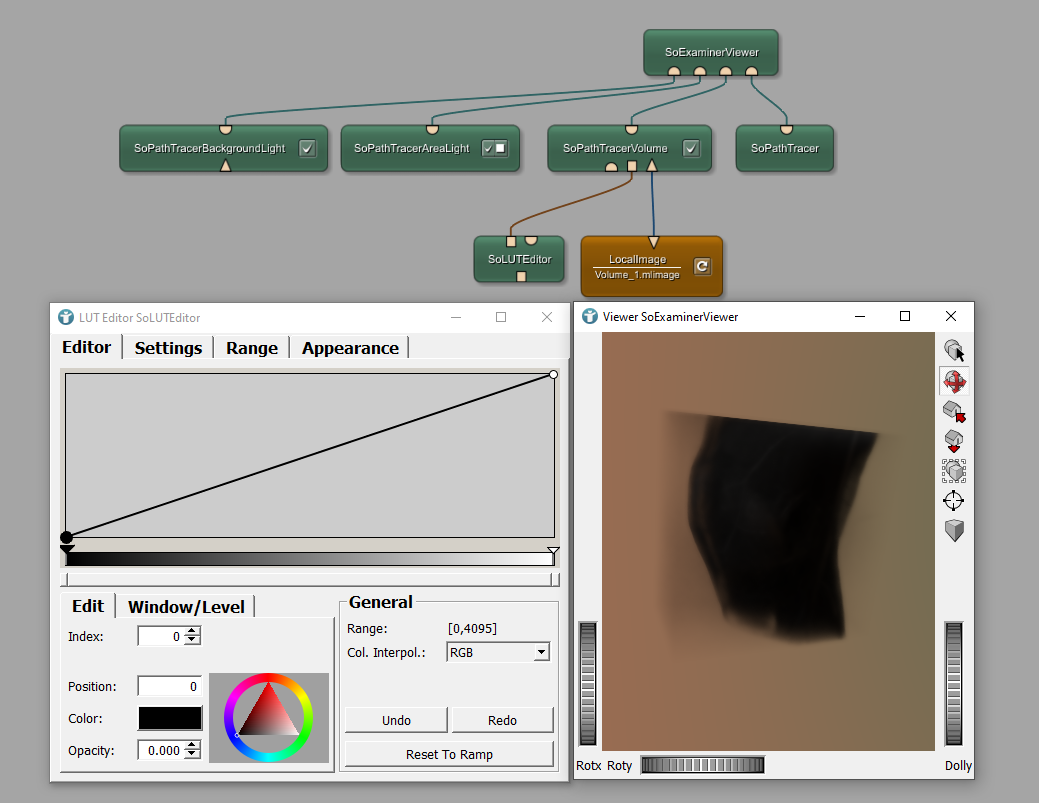 SoExaminerViewer
SoPathTracerBackgroundLight
SoPathTracerAreaLight
SoPathTracerVolume
SoPathTracer
SoLUTEditor
LocalImage
Volume_1.mlimage
LUT Editor SoLUTEditor
Editor Settings Range Appearance
Edit Window/Level
Index: 0
Position: 0
Color:
Opacity: 0.000
General
Range: [0,4095]
Col. Interpol.: RGB
Undo Redo
Reset To Ramp
Viewer SoExaminerViewer
Rotx Roty Dolly